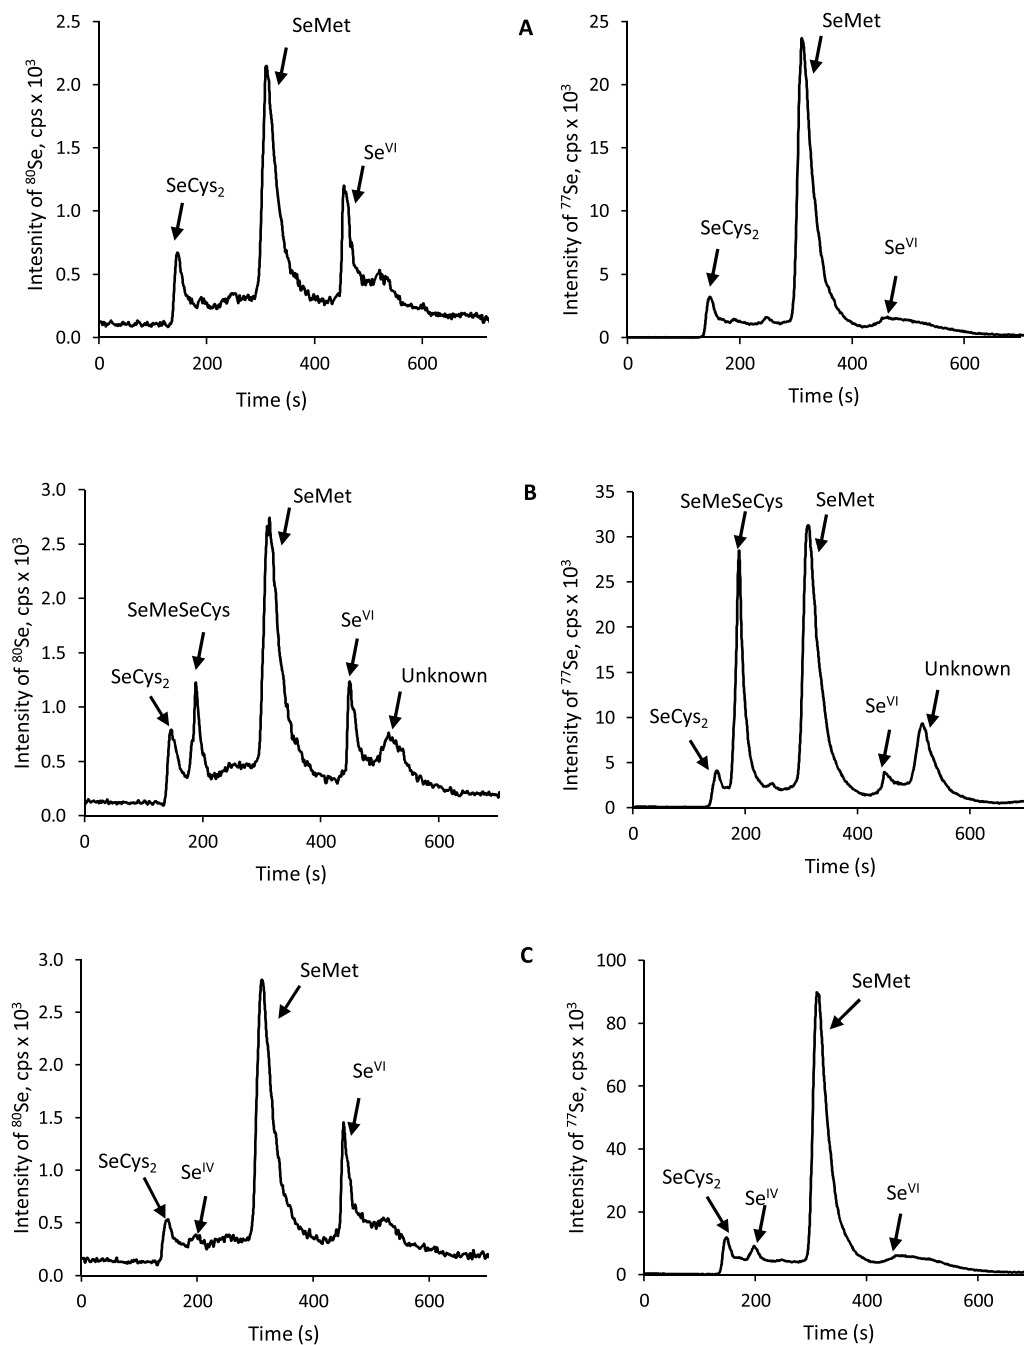 A
Intesnity of ⁸⁰Se, cps x 10³
2.5
2.0
1.5
1.0
0.5
0.0
SeMet
Seⱽᴵ
SeCys₂
0 200 400 600
Time (s)
Intensity of ⁷⁷Se, cps x 10³
25
20
15
10
5
0
SeMet
SeCys₂
Seⱽᴵ
0 200 400 600
Time (s)
B
Intensity of ⁸⁰Se, cps x 10³
3.0
2.5
2.0
1.5
1.0
0.5
0.0
SeMet
SeMeSeCys
Seⱽᴵ
SeCys₂
Unknown
0 200 400 600
Time (s)
Intensity of ⁷⁷Se, cps x 10³
35
30
25
20
15
10
5
0
SeMeSeCys
SeMet
Unknown
Seⱽᴵ
SeCys₂
0 200 400 600
Time (s)
C
Intensity of ⁸⁰Se, cps x 10³
3.0
2.5
2.0
1.5
1.0
0.5
0.0
SeMet
Seⱽᴵ
SeCys₂
Seᴵⱽ
0 200 400 600
Time (s)
Intensity of ⁷⁷Se, cps x 10³
100
80
60
40
20
0
SeMet
SeCys₂
Seᴵⱽ
Seⱽᴵ
0 200 400 600
Time (s)